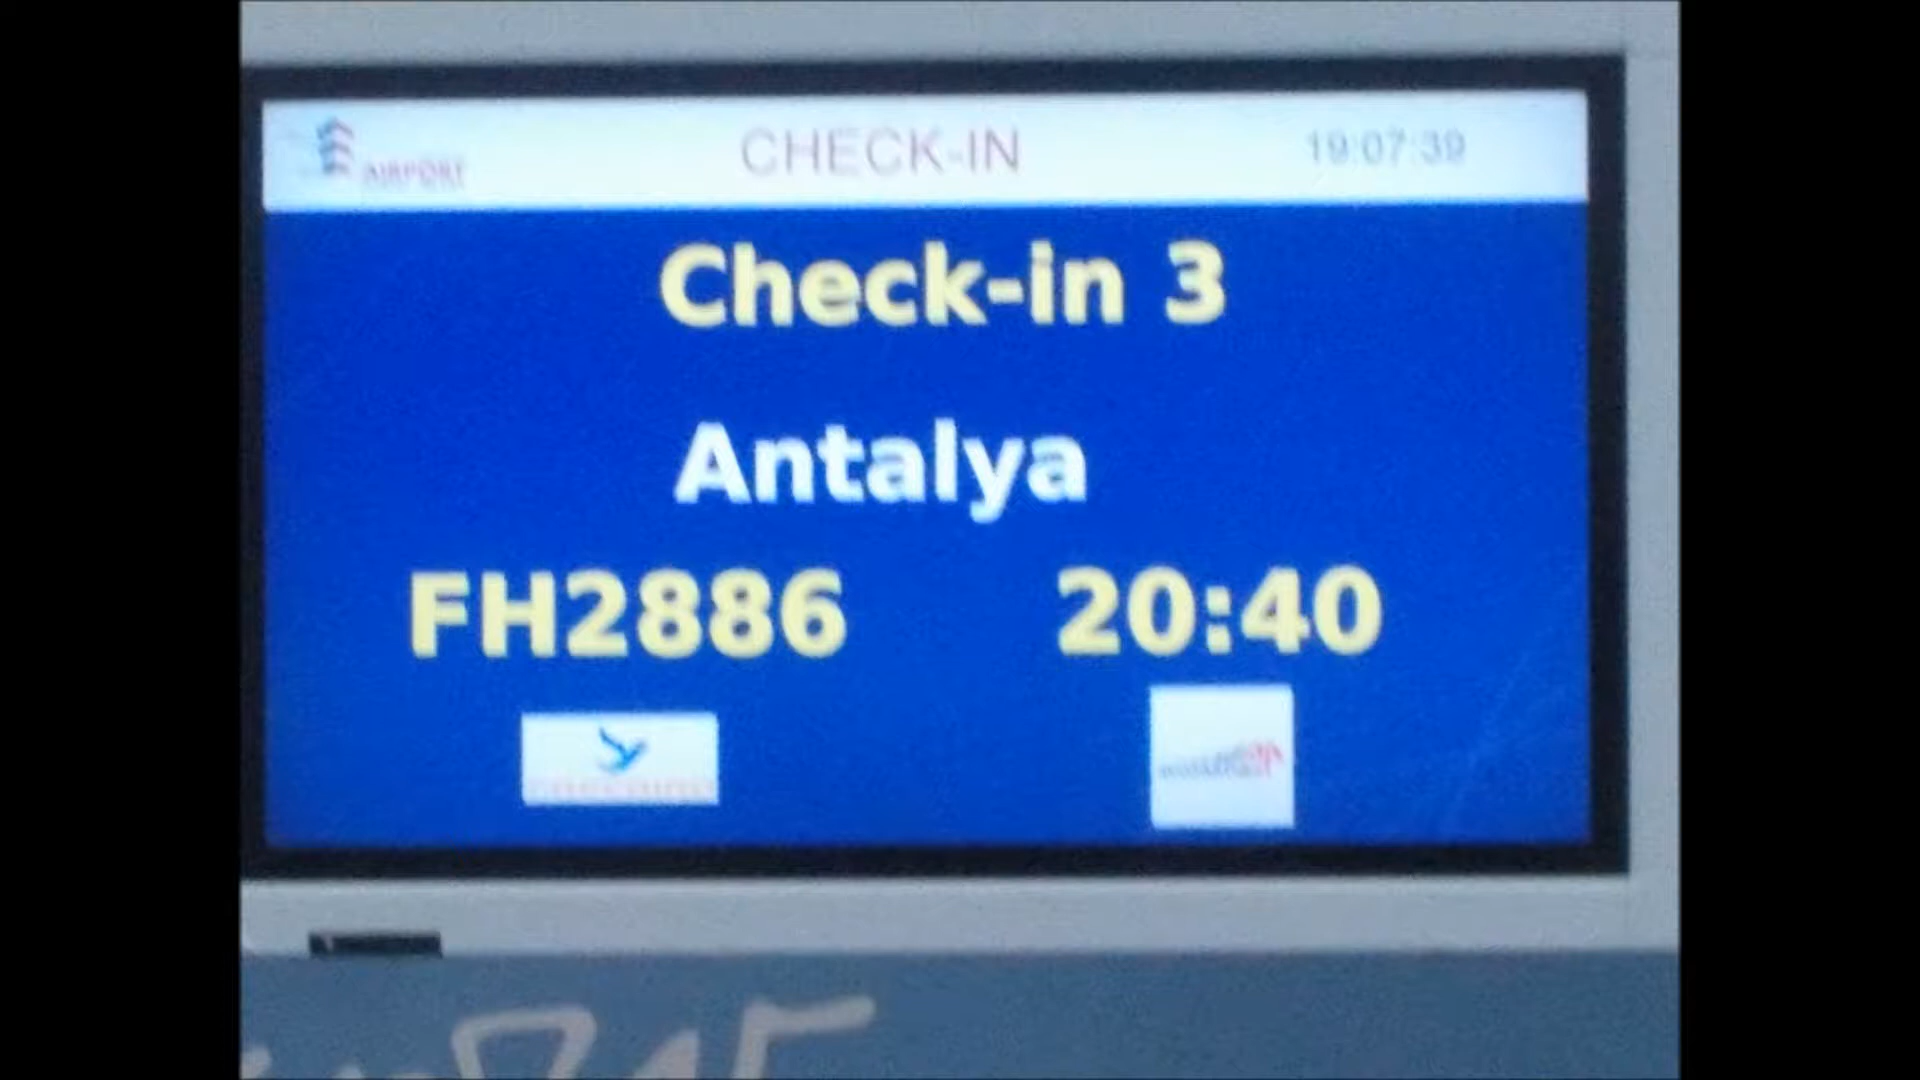 AIRPORT
CHECK-IN
19:07:39
Check-in 3
Antalya
FH2886 20:40